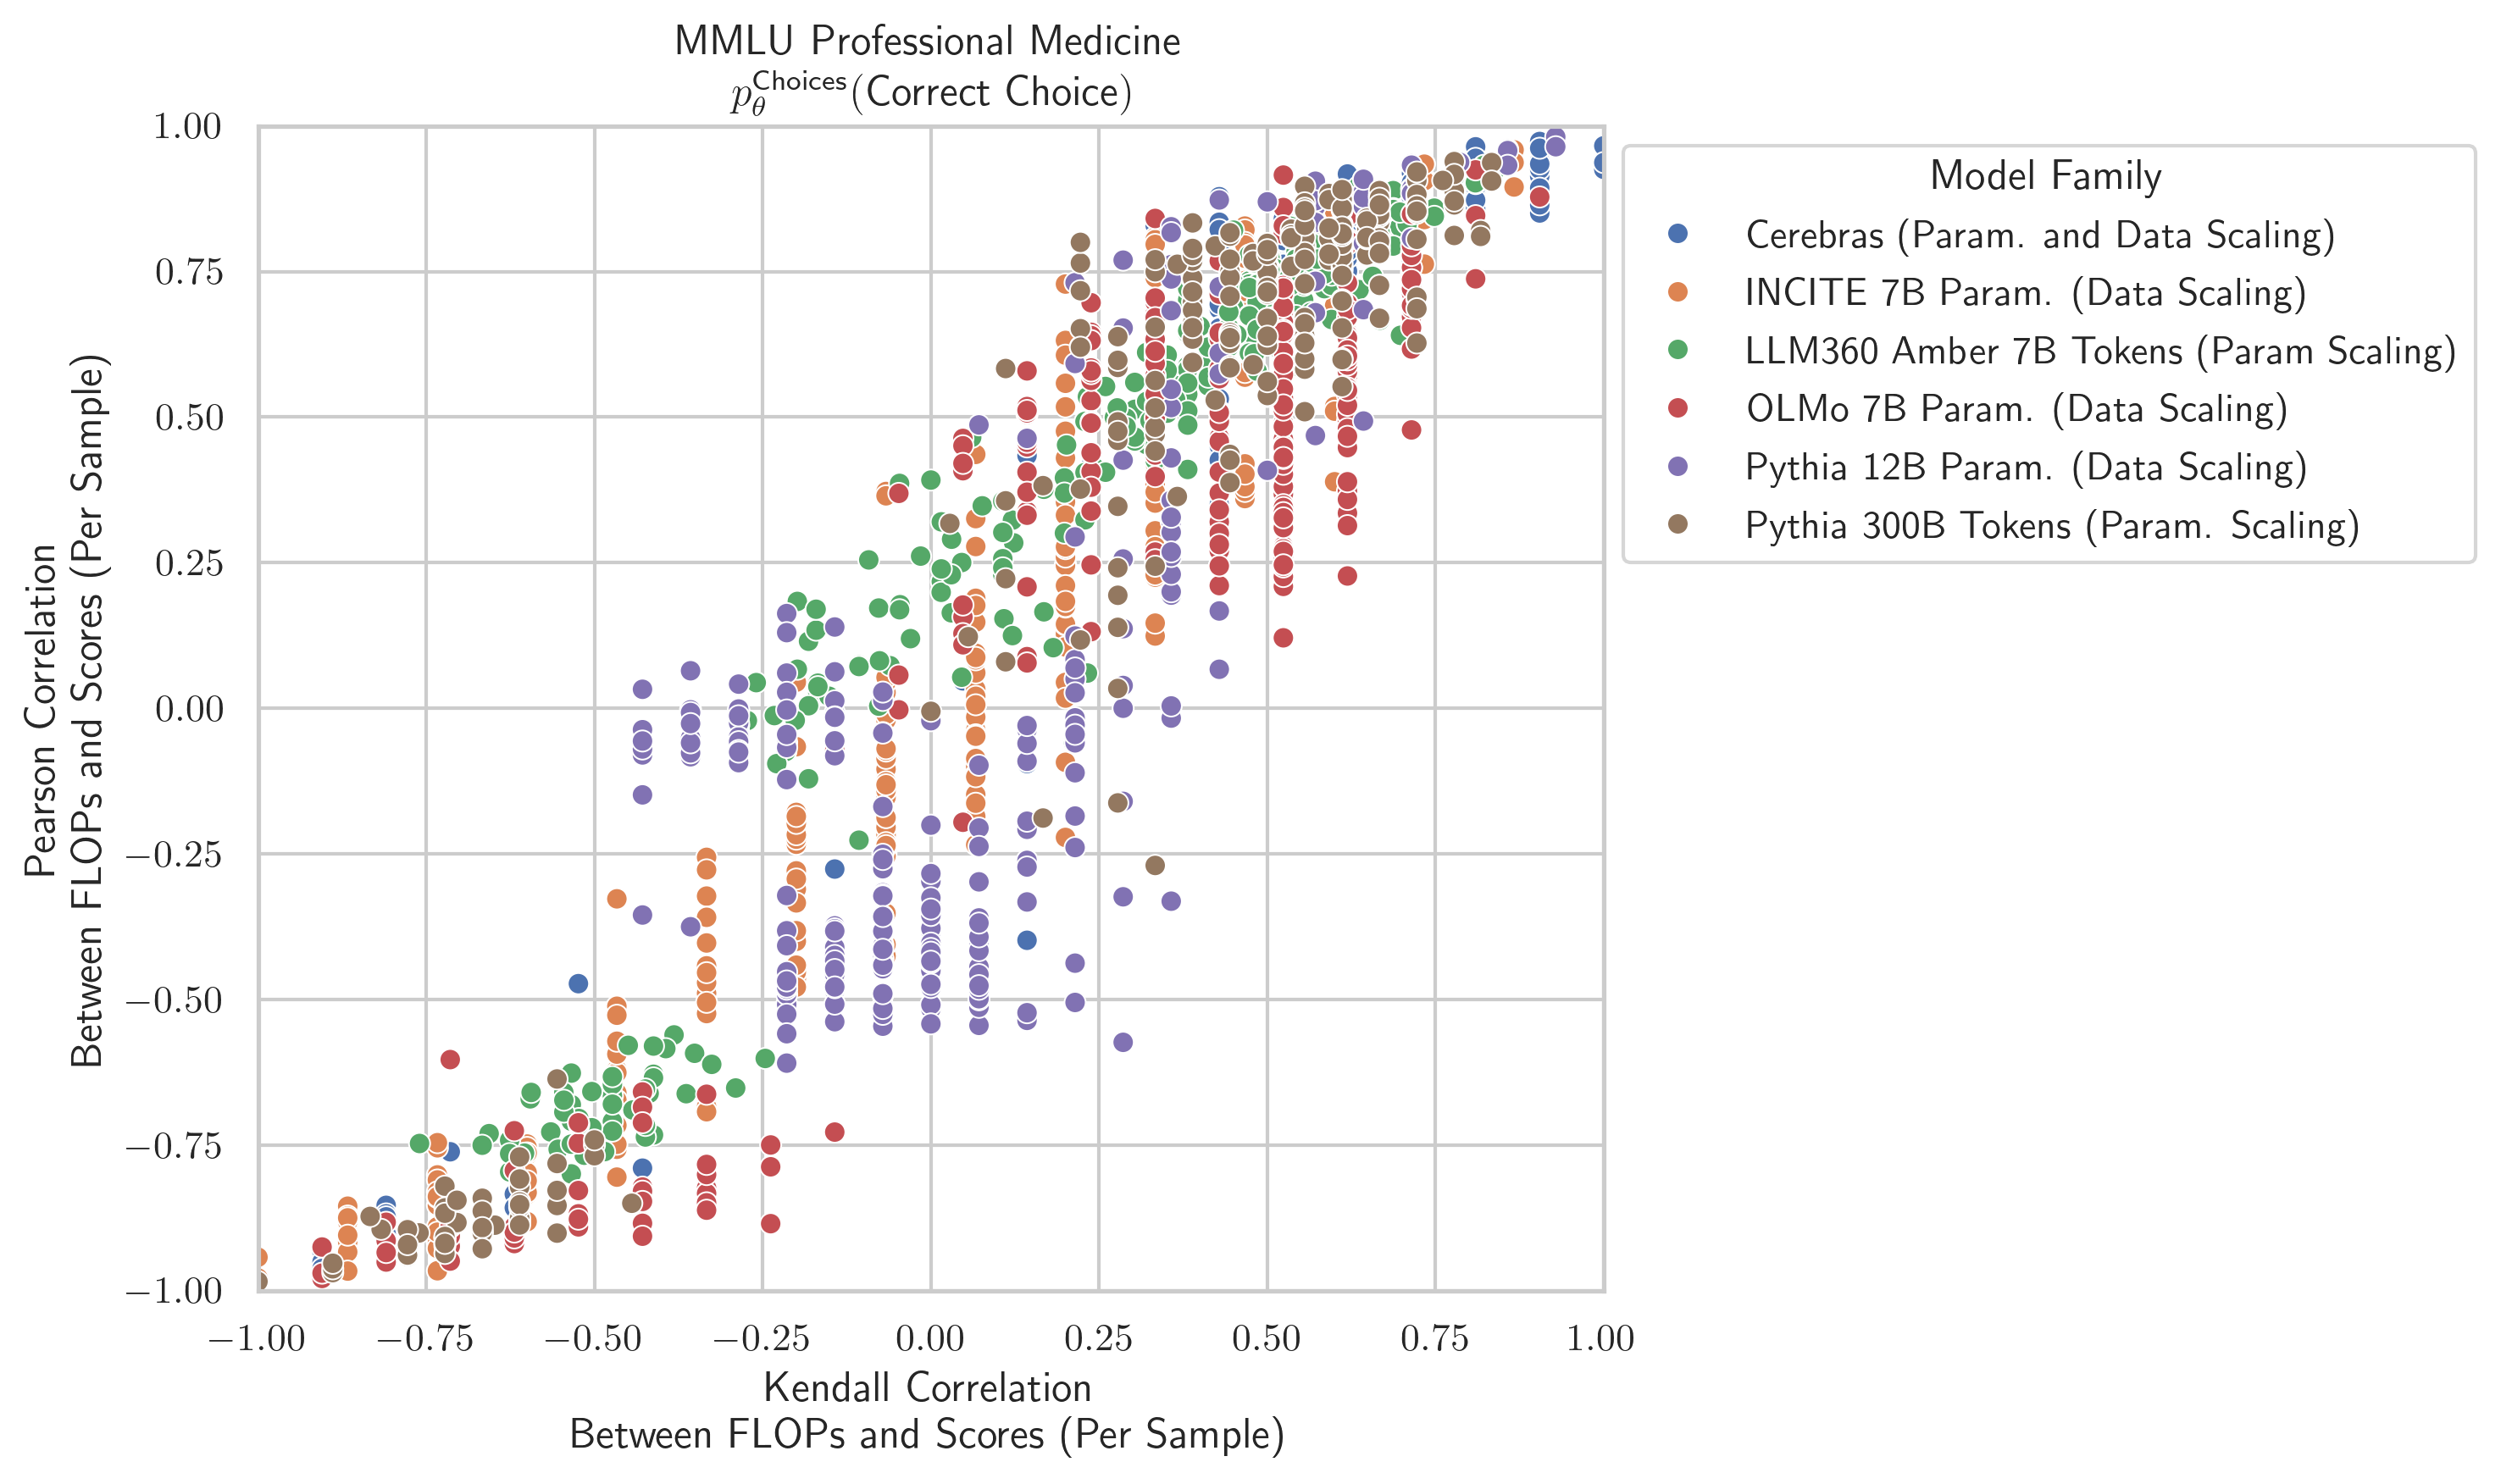 MMLU Professional Medicine
p_θ^Choices(Correct Choice)
1.00
0.75
0.50
0.25
0.00
−0.25
−0.50
−0.75
−1.00
Pearson Correlation
Between FLOPs and Scores (Per Sample)
−1.00 −0.75 −0.50 −0.25 0.00 0.25 0.50 0.75 1.00
Kendall Correlation
Between FLOPs and Scores (Per Sample)
Model Family
Cerebras (Param. and Data Scaling)
INCITE 7B Param. (Data Scaling)
LLM360 Amber 7B Tokens (Param Scaling)
OLMo 7B Param. (Data Scaling)
Pythia 12B Param. (Data Scaling)
Pythia 300B Tokens (Param. Scaling)